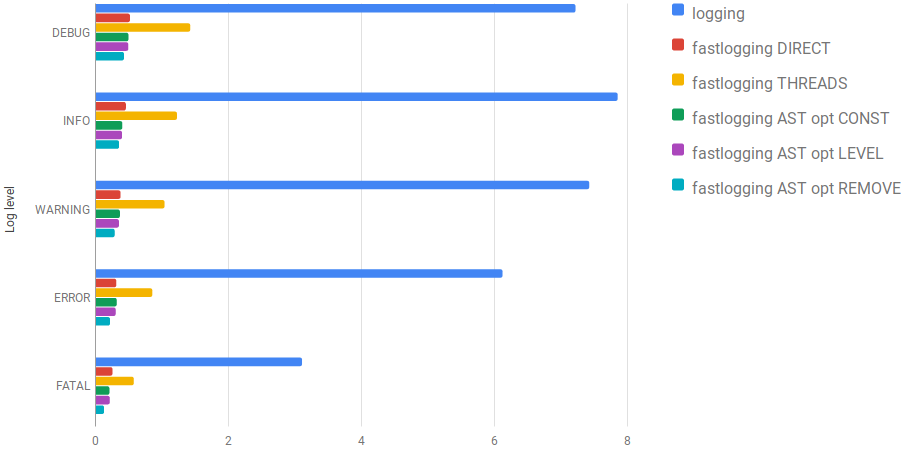 DEBUG
INFO
WARNING
ERROR
FATAL
Log level
0 2 4 6 8
logging
fastlogging DIRECT
fastlogging THREADS
fastlogging AST opt CONST
fastlogging AST opt LEVEL
fastlogging AST opt REMOVE